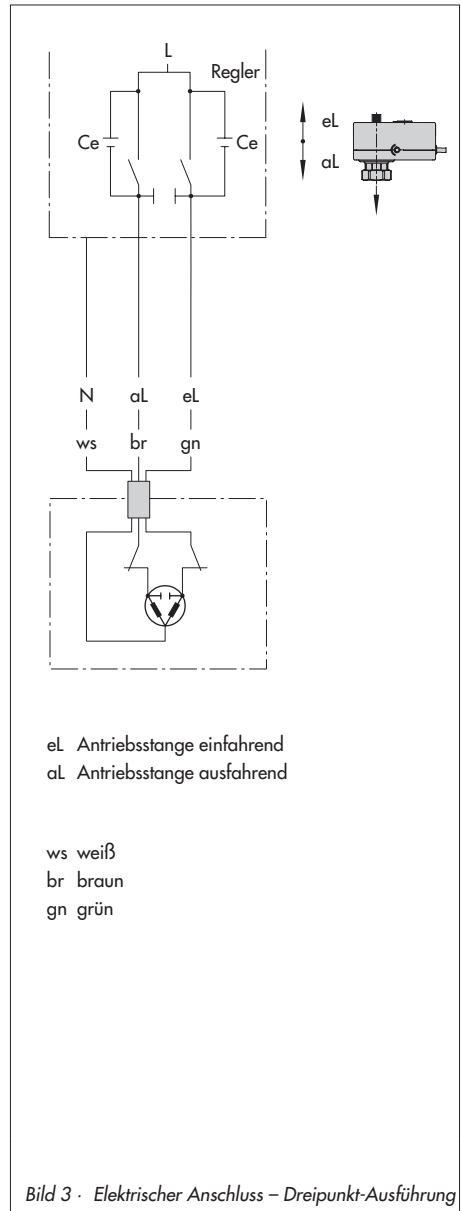 L
Regler
Ce
Ce
eL
aL
N aL eL
ws br gn
eL Antriebsstange einfahrend
aL Antriebsstange ausfahrend
ws weiß
br braun
gn grün
Bild 3 · Elektrischer Anschluss – Dreipunkt-Ausführung